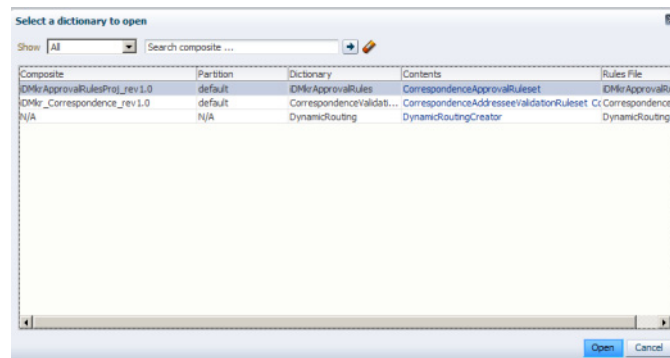 Select a dictionary to open
Show All Search composite ...
Composite Partition Dictionary Contents Rules File
iDMkrApprovalRulesProj_rev1.0 default iDMkrApprovalRules CorrespondenceApprovalRuleset iDMkrApprovalR
iDMkr_Correspondence_rev1.0 default CorrespondenceValidati... CorrespondenceAddresseeValidationRuleset Co Correspondence
N/A N/A DynamicRouting DynamicRoutingCreator DynamicRouting
Open Cancel